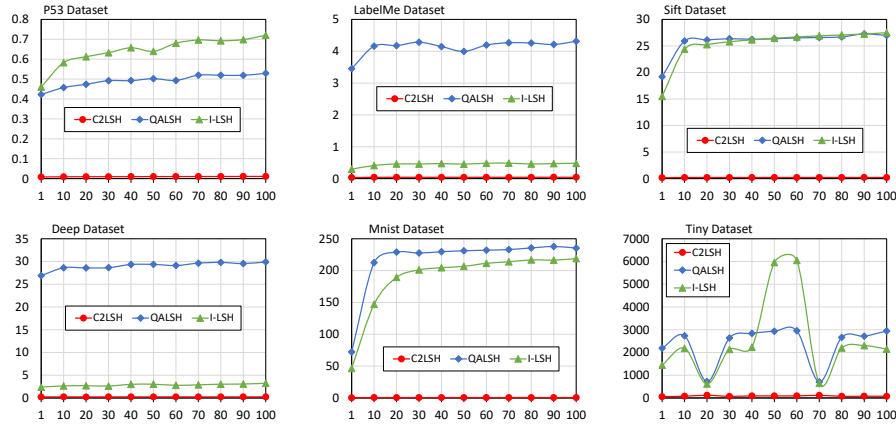 P53 Dataset
0.8
0.7
0.6
0.5
0.4
0.3
0.2
0.1
0
C2LSH QALSH I-LSH
1 10 20 30 40 50 60 70 80 90 100
LabelMe Dataset
5
4
3
2
1
0
C2LSH QALSH I-LSH
1 10 20 30 40 50 60 70 80 90 100
Sift Dataset
30
25
20
15
10
5
0
C2LSH QALSH I-LSH
1 10 20 30 40 50 60 70 80 90 100
Deep Dataset
35
30
25
20
15
10
5
0
C2LSH QALSH I-LSH
1 10 20 30 40 50 60 70 80 90 100
Mnist Dataset
250
200
150
100
50
0
C2LSH QALSH I-LSH
1 10 20 30 40 50 60 70 80 90 100
Tiny Dataset
7000
6000
5000
4000
3000
2000
1000
0
C2LSH
QALSH
I-LSH
1 10 20 30 40 50 60 70 80 90 100